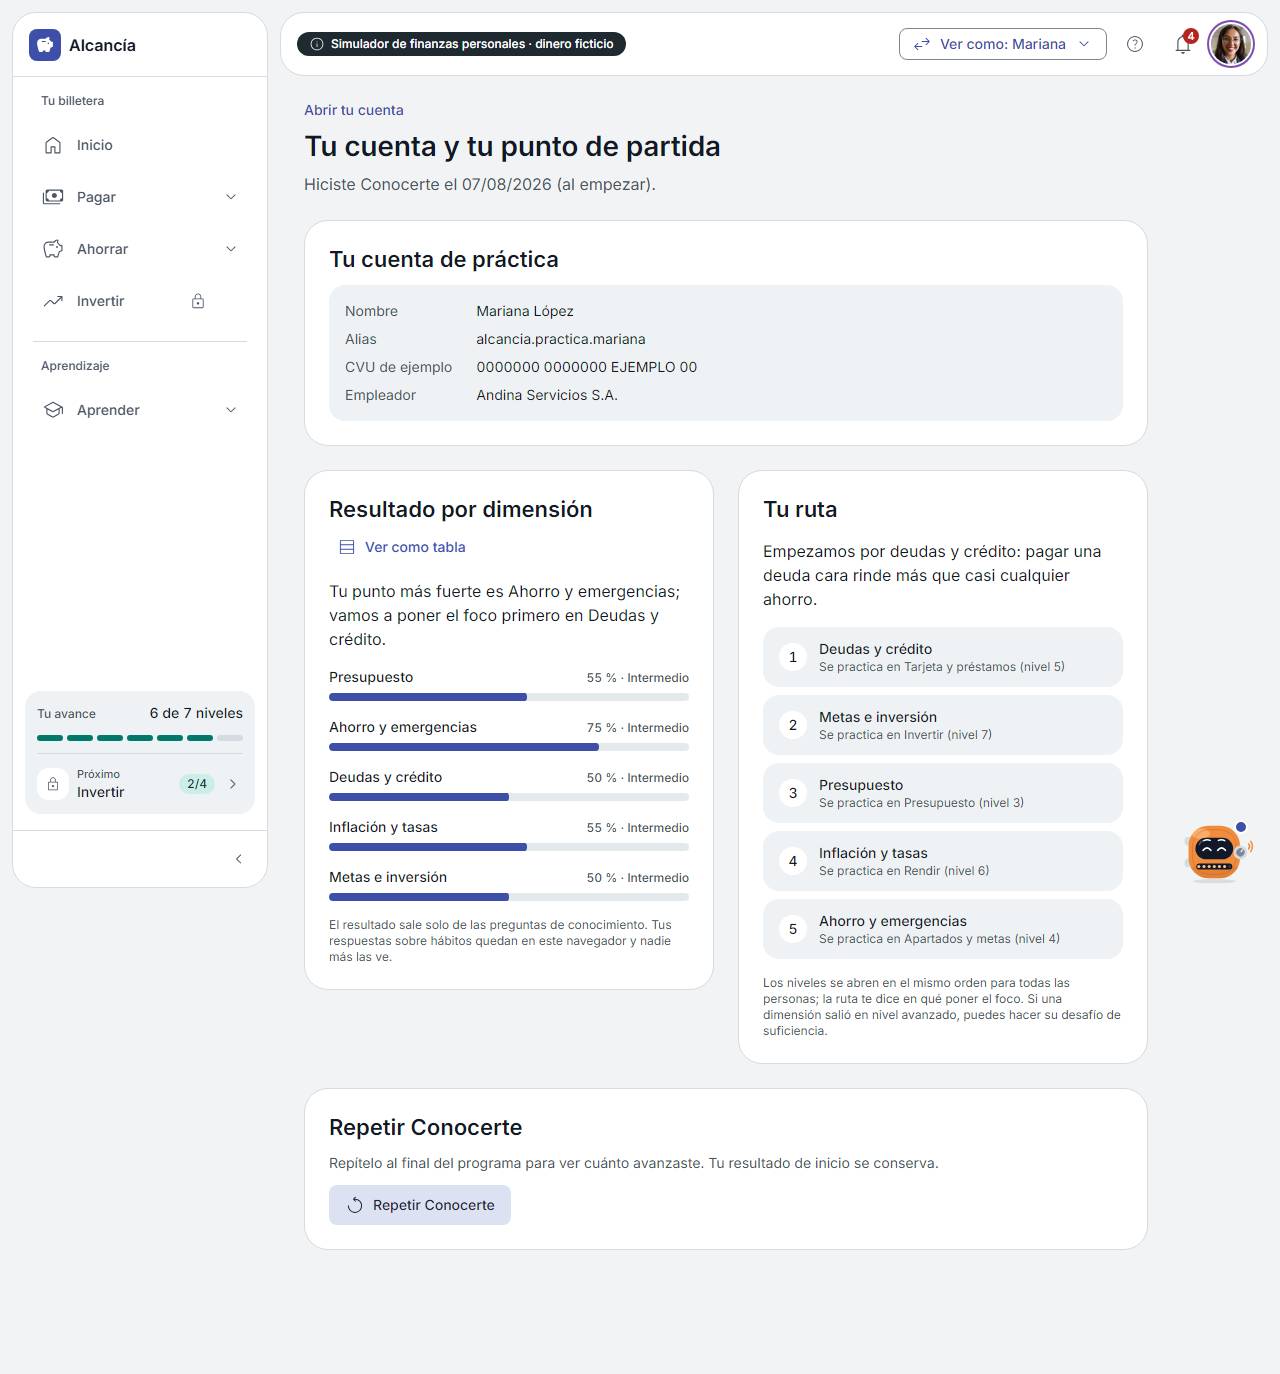 Alcancía
Tu billetera
Inicio
Pagar
Ahorrar
Invertir
Aprendizaje
Aprender
Tu avance
6 de 7 niveles
Próximo
Invertir
2/4
Simulador de finanzas personales · dinero ficticio
Ver como: Mariana
4
Abrir tu cuenta
Tu cuenta y tu punto de partida
Hiciste Conocerte el 07/08/2026 (al empezar).
Tu cuenta de práctica
Nombre Mariana López
Alias alcancia.practica.mariana
CVU de ejemplo 0000000 0000000 EJEMPLO 00
Empleador Andina Servicios S.A.
Resultado por dimensión
Ver como tabla
Tu punto más fuerte es Ahorro y emergencias;
vamos a poner el foco primero en Deudas y
crédito.
Presupuesto 55 % · Intermedio
Ahorro y emergencias 75 % · Intermedio
Deudas y crédito 50 % · Intermedio
Inflación y tasas 55 % · Intermedio
Metas e inversión 50 % · Intermedio
El resultado sale solo de las preguntas de conocimiento. Tus
respuestas sobre hábitos quedan en este navegador y nadie
más las ve.
Tu ruta
Empezamos por deudas y crédito: pagar una
deuda cara rinde más que casi cualquier
ahorro.
1 Deudas y crédito
Se practica en Tarjeta y préstamos (nivel 5)
2 Metas e inversión
Se practica en Invertir (nivel 7)
3 Presupuesto
Se practica en Presupuesto (nivel 3)
4 Inflación y tasas
Se practica en Rendir (nivel 6)
5 Ahorro y emergencias
Se practica en Apartados y metas (nivel 4)
Los niveles se abren en el mismo orden para todas las
personas; la ruta te dice en qué poner el foco. Si una
dimensión salió en nivel avanzado, puedes hacer su desafío de
suficiencia.
Repetir Conocerte
Repítelo al final del programa para ver cuánto avanzaste. Tu resultado de inicio se conserva.
Repetir Conocerte